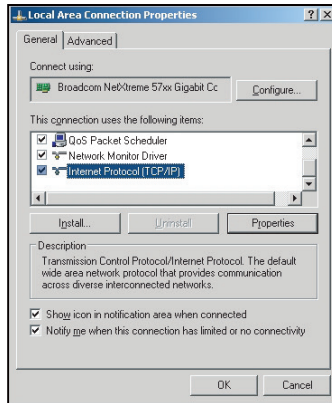 Local Area Connection Properties
General Advanced
Connect using:
Broadcom NetXtreme 57xx Gigabit Cc
Configure...
This connection uses the following items:
QoS Packet Scheduler
Network Monitor Driver
Internet Protocol (TCP/IP)
Install... Uninstall Properties
Description
Transmission Control Protocol/Internet Protocol. The default
wide area network protocol that provides communication
across diverse interconnected networks.
Show icon in notification area when connected
Notify me when this connection has limited or no connectivity
OK Cancel